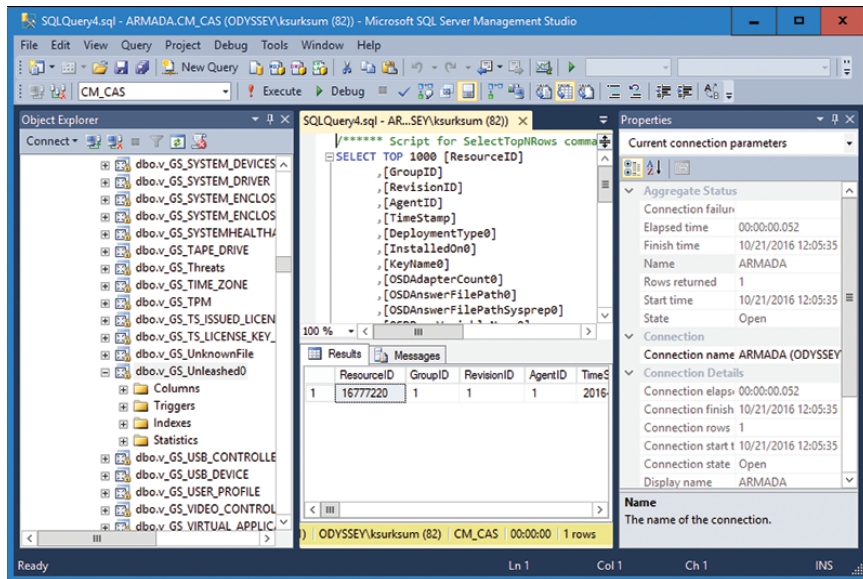 SQLQuery4.sql - ARMADA.CM_CAS (ODYSSEY\ksurksum (82)) - Microsoft SQL Server Management Studio
File Edit View Query Project Debug Tools Window Help
New Query
CM_CAS Execute Debug
Object Explorer
Connect
dbo.v_GS_SYSTEM_DEVICES
dbo.v_GS_SYSTEM_DRIVER
dbo.v_GS_SYSTEM_ENCLOS
dbo.v_GS_SYSTEM_ENCLOS
dbo.v_GS_SYSTEMHEALTHA
dbo.v_GS_TAPE_DRIVE
dbo.v_GS_Threats
dbo.v_GS_TIME_ZONE
dbo.v_GS_TPM
dbo.v_GS_TS_ISSUED_LICEN
dbo.v_GS_TS_LICENSE_KEY_
dbo.v_GS_UnknownFile
dbo.v_GS_Unleashed0
Columns
Triggers
Indexes
Statistics
dbo.v_GS_USB_CONTROLLE
dbo.v_GS_USB_DEVICE
dbo.v_GS_USER_PROFILE
dbo.v_GS_VIDEO_CONTROL
dbo.v_GS_VIRTUAL_APPLIC
SQLQuery4.sql - AR...SEY\ksurksum (82))
/****** Script for SelectTopNRows comma
SELECT TOP 1000 [ResourceID]
,[GroupID]
,[RevisionID]
,[AgentID]
,[TimeStamp]
,[DeploymentType0]
,[InstalledOn0]
,[KeyName0]
,[OSDAdapterCount0]
,[OSDAnswerFilePath0]
,[OSDAnswerFilePathSysprep0]
100 %
Results Messages
ResourceID GroupID RevisionID AgentID TimeS
1 16777220 1 1 1 2016-
) ODYSSEY\ksurksum (82) CM_CAS 00:00:00 1 rows
Properties
Current connection parameters
Aggregate Status
Connection failur
Elapsed time 00:00:00.052
Finish time 10/21/2016 12:05:35
Name ARMADA
Rows returned 1
Start time 10/21/2016 12:05:35
State Open
Connection
Connection name ARMADA (ODYSSEY
Connection Details
Connection elaps 00:00:00.052
Connection finish 10/21/2016 12:05:35
Connection rows 1
Connection start t 10/21/2016 12:05:35
Connection state Open
Display name ARMADA
Name
The name of the connection.
Ready Ln 1 Col 1 Ch 1 INS